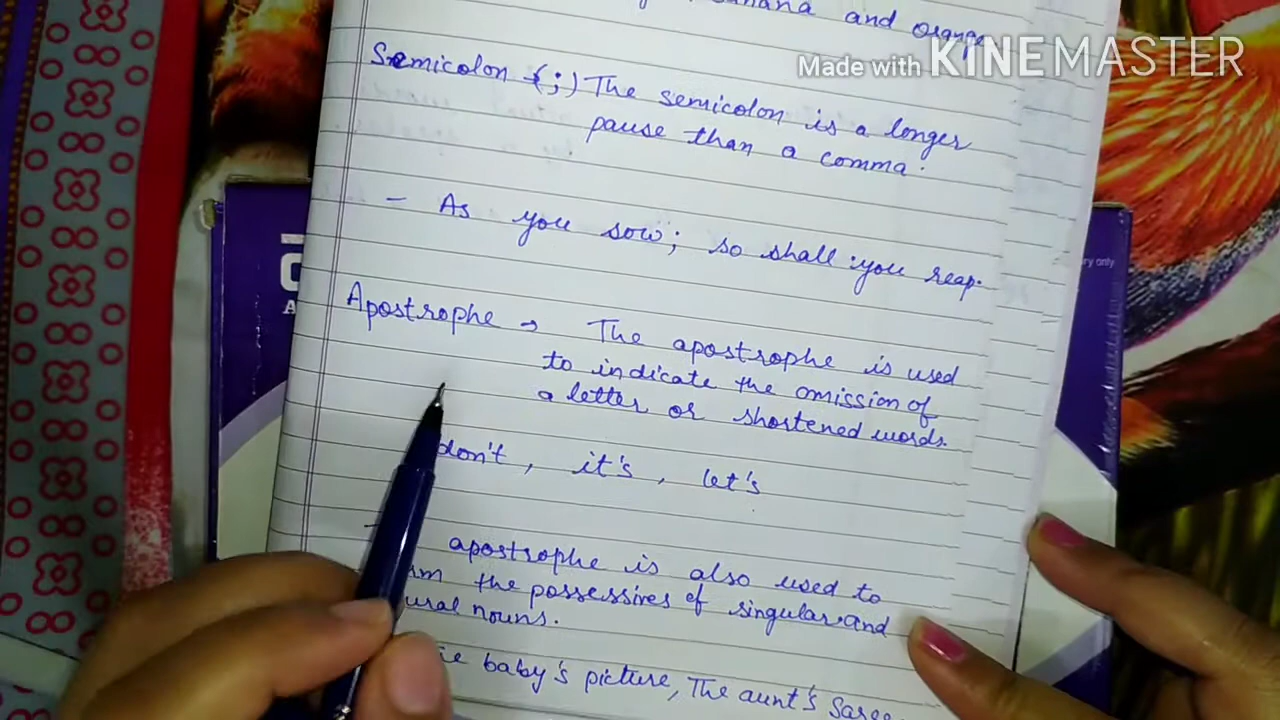 banana and orange
Made with KINEMASTER
Semicolon - (;) The semicolon is a longer
pause than a comma.
- As you sow; so shall you reap.
Apostrophe → The apostrophe is used
to indicate the omission of
a letter or shortened words.
don't, it's, let's
apostrophe is also used to
the possessives of singular and
nouns.
baby's picture, The aunt's saree